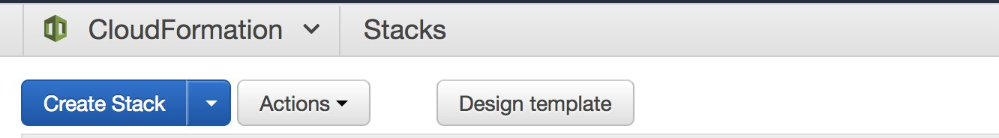 CloudFormation Stacks
Create Stack Actions Design template